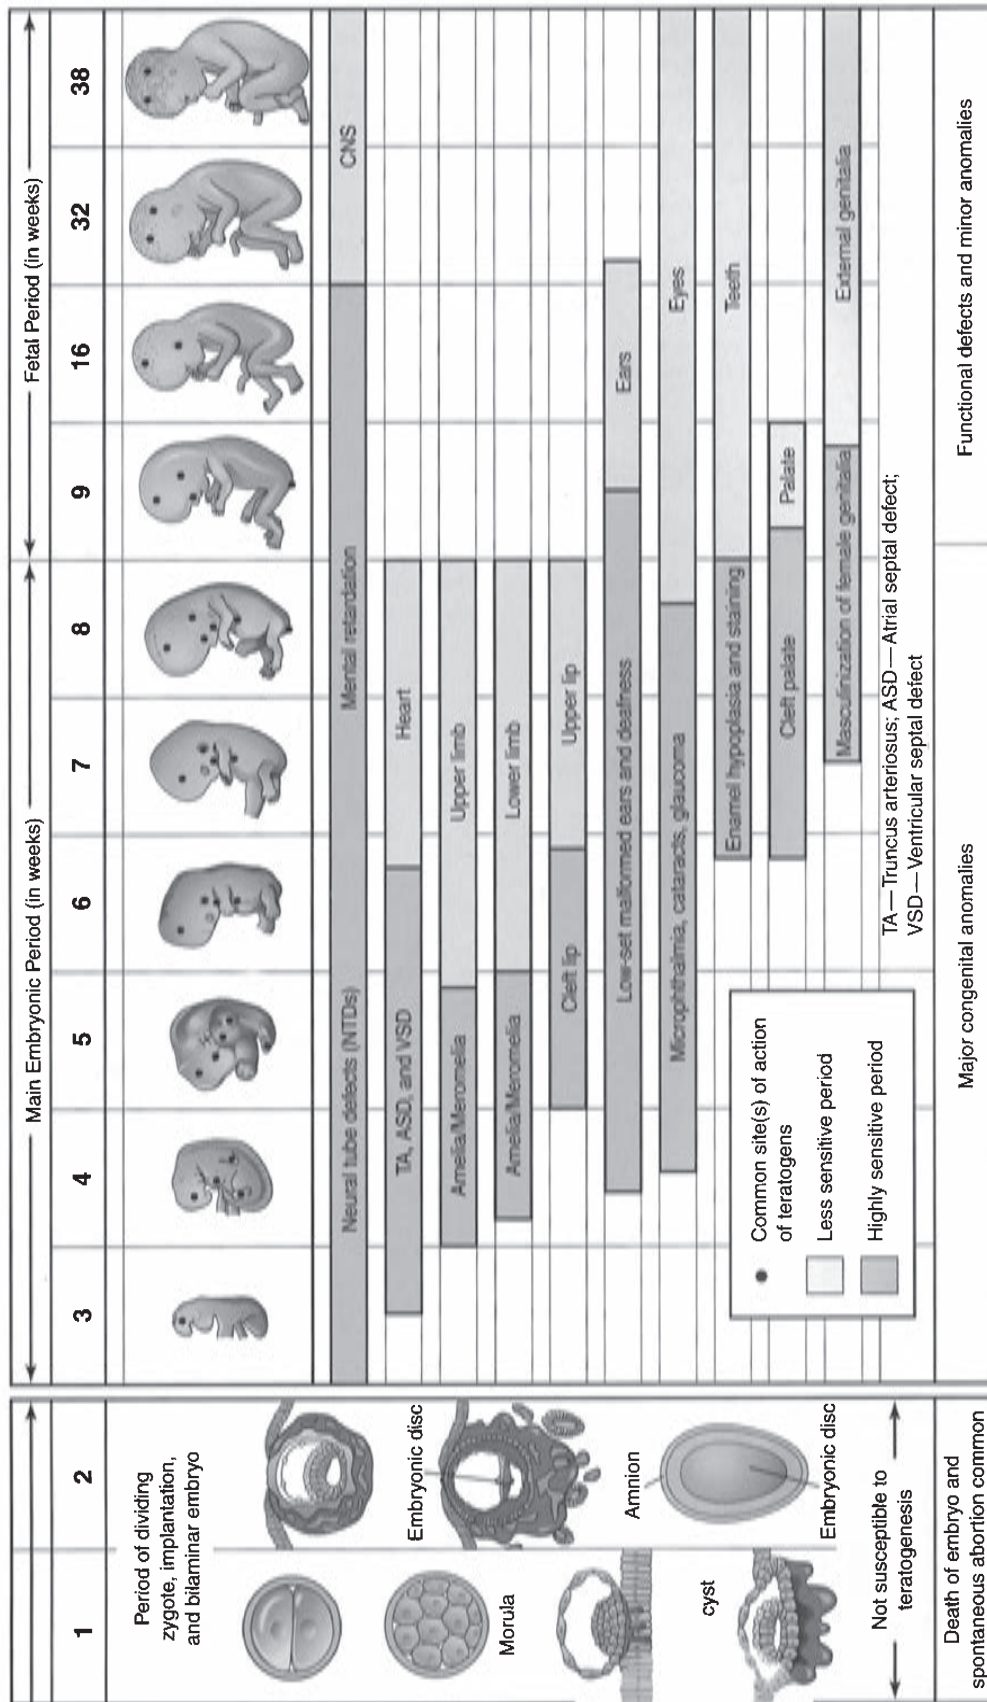 Main Embryonic Period (in weeks)
Fetal Period (in weeks)
1
2
3
4
5
6
7
8
9
16
32
38
Period of dividing
zygote, implantation,
and bilaminar embryo
Morula
cyst
Embryonic disc
Amnion
Embryonic disc
Not susceptible to
teratogenesis
Death of embryo and
spontaneous abortion common
Neural tube defects (NTDs)
Mental retardation
CNS
TA, ASD, and VSD
Heart
Amelia/Meromelia
Upper limb
Amelia/Meromelia
Lower limb
Cleft lip
Upper lip
Low-set malformed ears and deafness
Ears
Microphthalmia, cataracts, glaucoma
Eyes
Enamel hypoplasia and staining
Teeth
Cleft palate
Palate
Masculinization of female genitalia
External genitalia
Common site(s) of action
of teratogens
Less sensitive period
Highly sensitive period
TA—Truncus arteriosus; ASD—Atrial septal defect;
VSD—Ventricular septal defect
Major congenital anomalies
Functional defects and minor anomalies